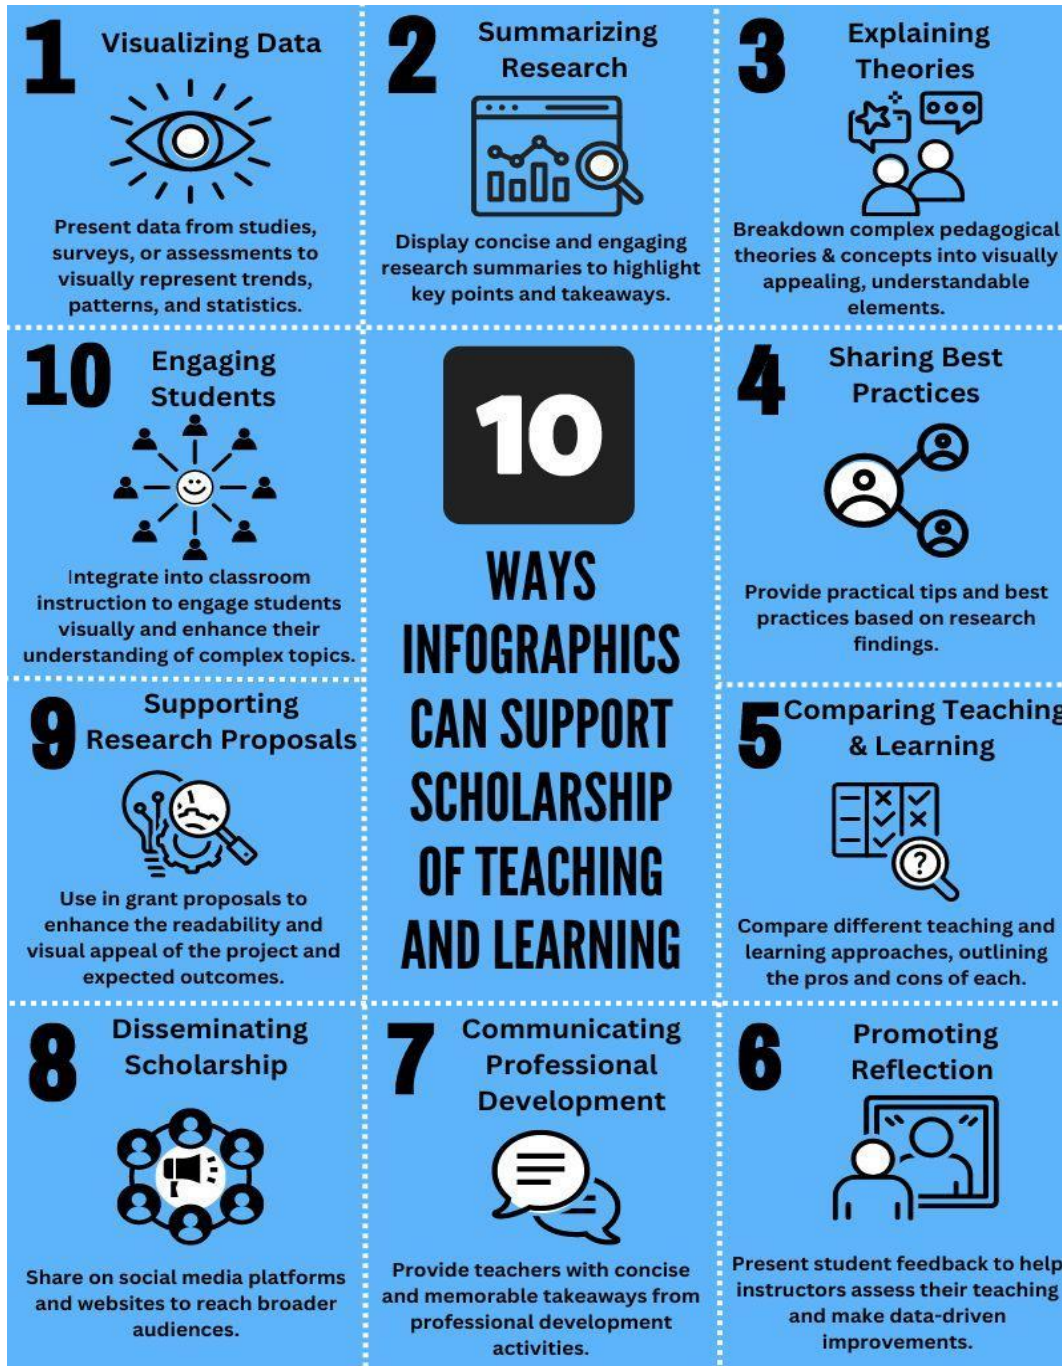 1
Visualizing Data
Present data from studies,
surveys, or assessments to
visually represent trends,
patterns, and statistics.
2
Summarizing
Research
Display concise and engaging
research summaries to highlight
key points and takeaways.
3
Explaining
Theories
Breakdown complex pedagogical
theories & concepts into visually
appealing, understandable
elements.
10
WAYS
INFOGRAPHICS
CAN SUPPORT
SCHOLARSHIP
OF TEACHING
AND LEARNING
4
Sharing Best
Practices
Provide practical tips and best
practices based on research
findings.
5
Comparing Teaching
& Learning
?
Compare different teaching and
learning approaches, outlining
the pros and cons of each.
6
Promoting
Reflection
Present student feedback to help
instructors assess their teaching
and make data-driven
improvements.
7
Communicating
Professional
Development
Provide teachers with concise
and memorable takeaways from
professional development
activities.
8
Disseminating
Scholarship
Share on social media platforms
and websites to reach broader
audiences.
9
Supporting
Research Proposals
Use in grant proposals to
enhance the readability and
visual appeal of the project and
expected outcomes.
10
Engaging
Students
Integrate into classroom
instruction to engage students
visually and enhance their
understanding of complex topics.